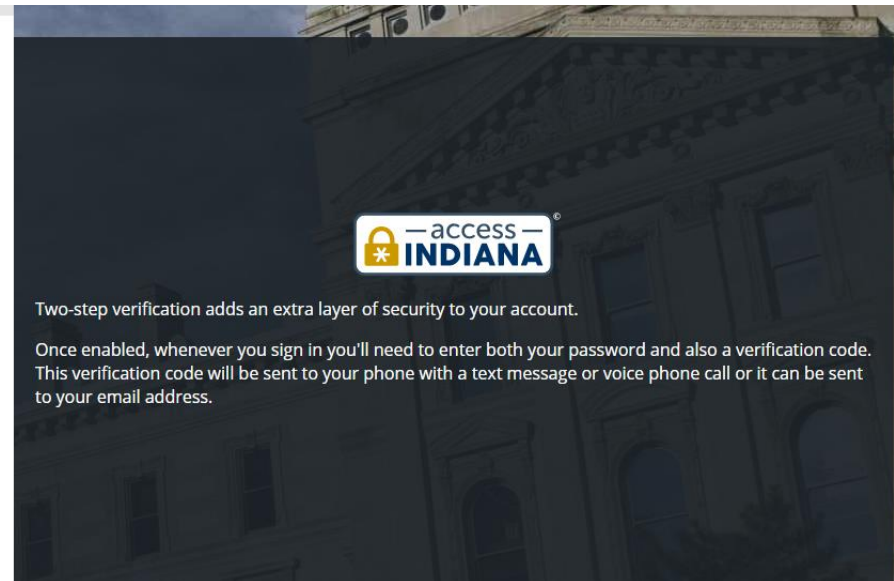 access
INDIANA
©
Two-step verification adds an extra layer of security to your account.
Once enabled, whenever you sign in you'll need to enter both your password and also a verification code.
This verification code will be sent to your phone with a text message or voice phone call or it can be sent
to your email address.